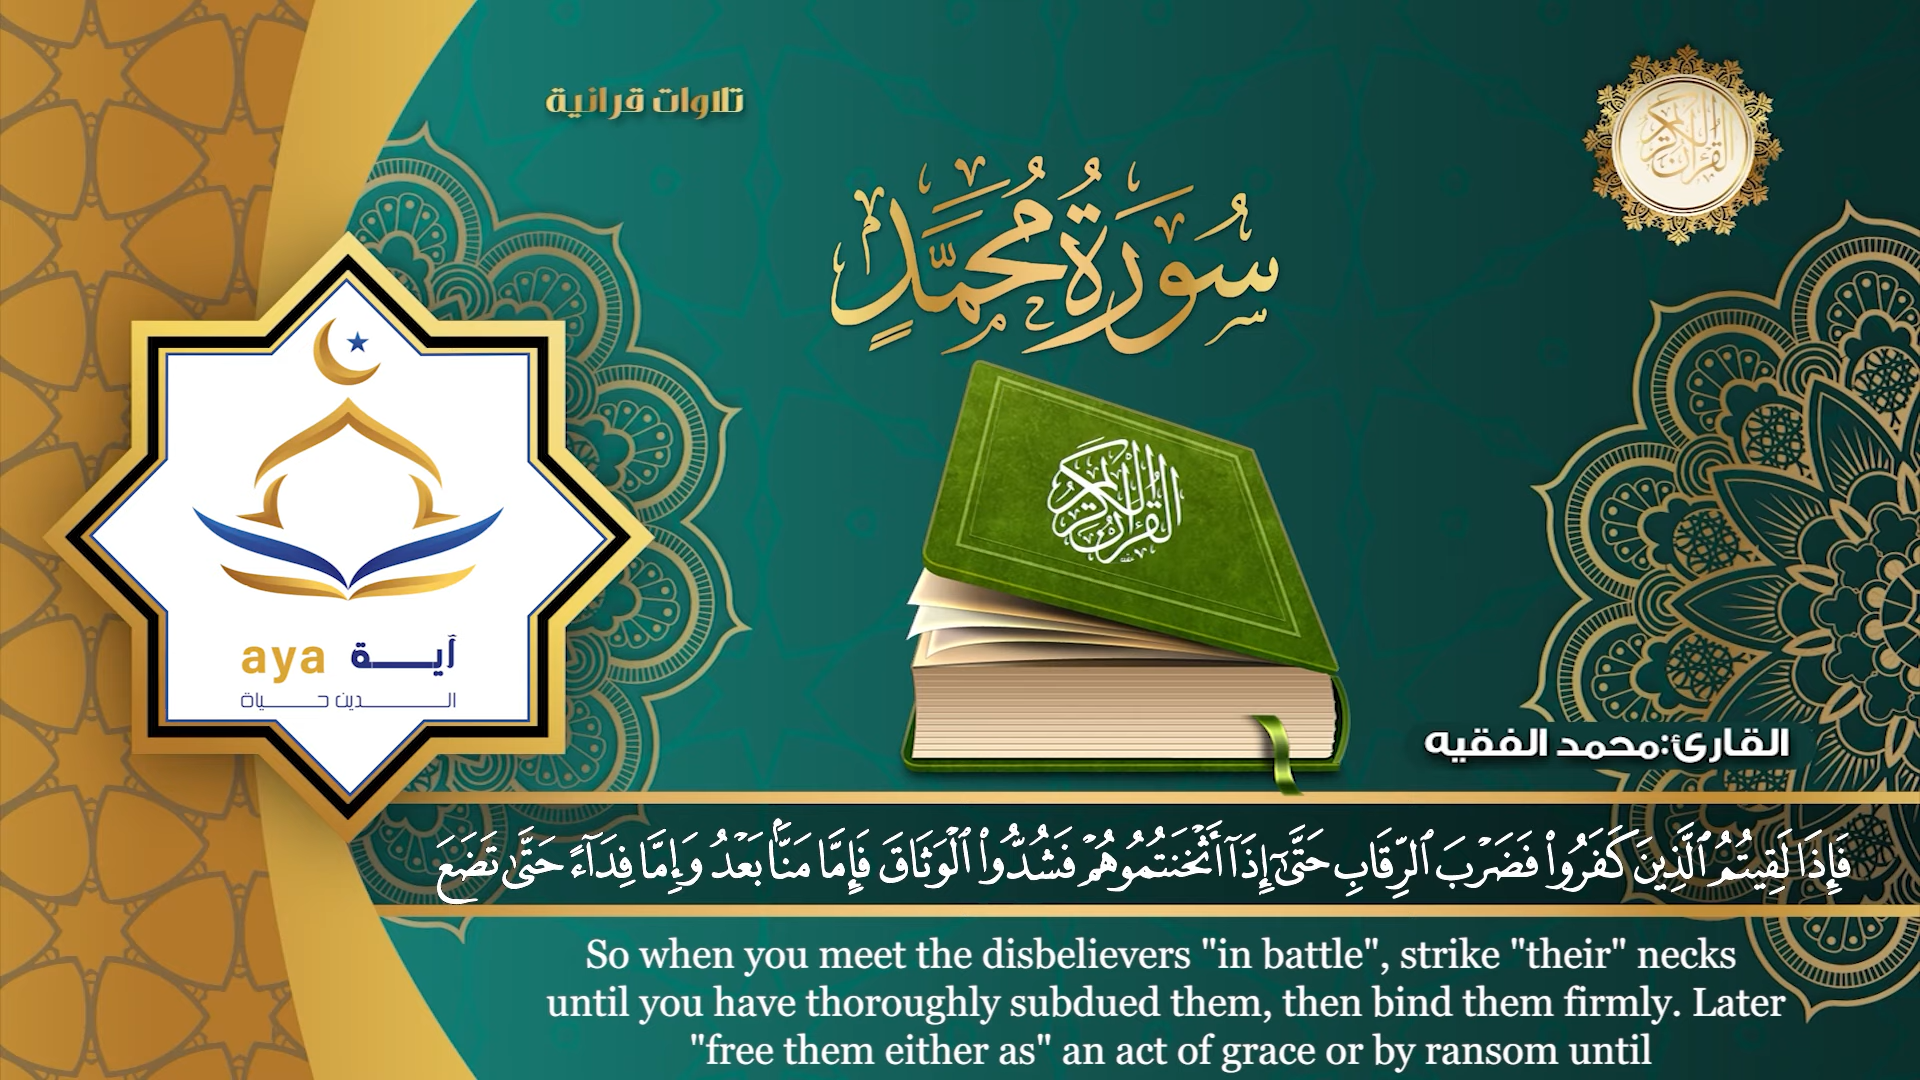 تلاوات قرانية
القرآن الكريم
سُورَةُ مُحَمَّدٍ
القرآن الكريم
aya آيـــة
الـــدين حـــياة
القارئ:محمد الفقيه
فَإِذَا لَقِيتُمُ ٱلَّذِينَ كَفَرُوا۟ فَضَرْبَ ٱلرِّقَابِ حَتَّىٰٓ إِذَآ أَثْخَنتُمُوهُمْ فَشُدُّوا۟ ٱلْوَثَاقَ فَإِمَّا مَنًّۢا بَعْدُ وَإِمَّا فِدَآءً حَتَّىٰ تَضَعَ
So when you meet the disbelievers "in battle", strike "their" necks
until you have thoroughly subdued them, then bind them firmly. Later
"free them either as" an act of grace or by ransom until